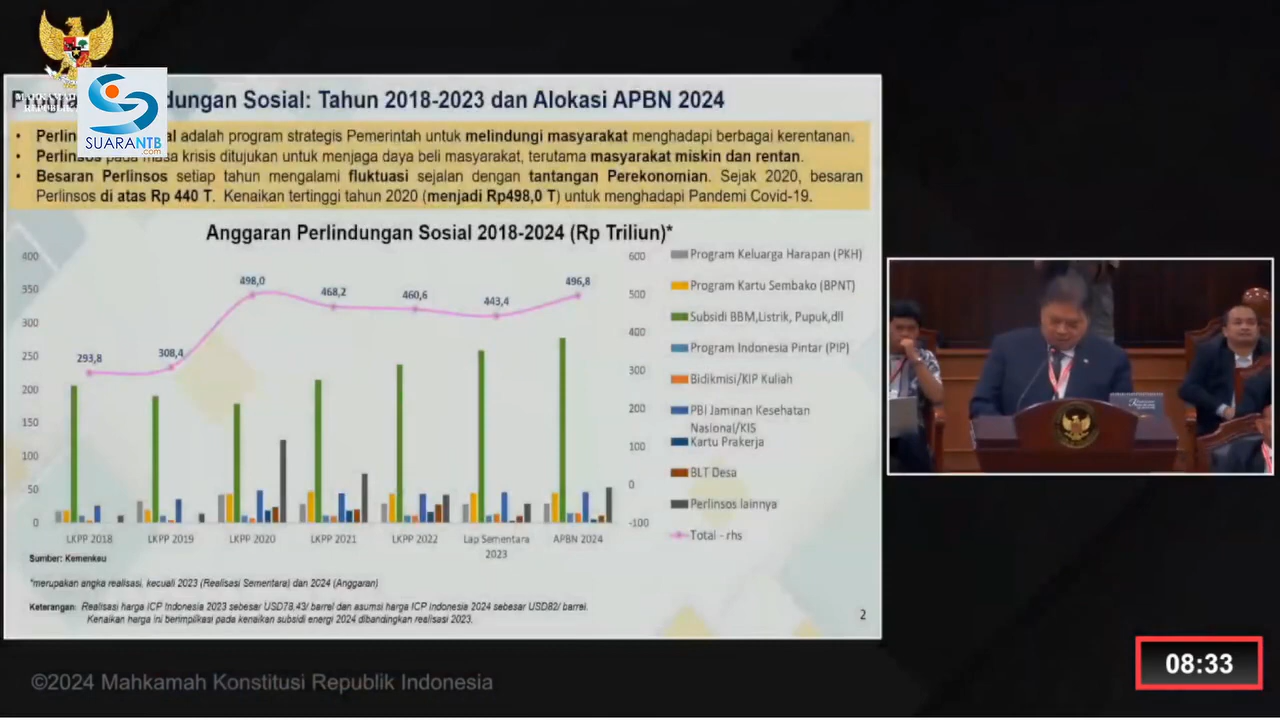 SUARANTB
.com
dungan Sosial: Tahun 2018-2023 dan Alokasi APBN 2024
• adalah program strategis Pemerintah untuk melindungi masyarakat menghadapi berbagai kerentanan.
• Perlinsos pada masa krisis ditujukan untuk menjaga daya beli masyarakat, terutama masyarakat miskin dan rentan.
• Besaran Perlinsos setiap tahun mengalami fluktuasi sejalan dengan tantangan Perekonomian. Sejak 2020, besaran
Perlinsos di atas Rp 440 T. Kenaikan tertinggi tahun 2020 (menjadi Rp498,0 T) untuk menghadapi Pandemi Covid-19.
Anggaran Perlindungan Sosial 2018-2024 (Rp Triliun)*
400
350
300
250
200
150
100
50
0
293,8
308,4
498,0
468,2
460,6
443,4
496,8
600
500
400
300
200
100
0
-100
LKPP 2018
LKPP 2019
LKPP 2020
LKPP 2021
LKPP 2022
Lap Sementara
2023
APBN 2024
Program Keluarga Harapan (PKH)
Program Kartu Sembako (BPNT)
Subsidi BBM,Listrik, Pupuk,dll
Program Indonesia Pintar (PIP)
Bidikmisi/KIP Kuliah
PBI Jaminan Kesehatan
Nasional/KIS
Kartu Prakerja
BLT Desa
Perlinsos lainnya
Total - rhs
Sumber: Kemenkeu
*merupakan angka realisasi, kecuali 2023 (Realisasi Sementara) dan 2024 (Anggaran)
Keterangan: Realisasi harga ICP Indonesia 2023 sebesar USD78,43/ barrel dan asumsi harga ICP Indonesia 2024 sebesar USD82/ barrel.
Kenaikan harga ini berimplikasi pada kenaikan subsidi energi 2024 dibandingkan realisasi 2023.
2
©2024 Mahkamah Konstitusi Republik Indonesia
08:33